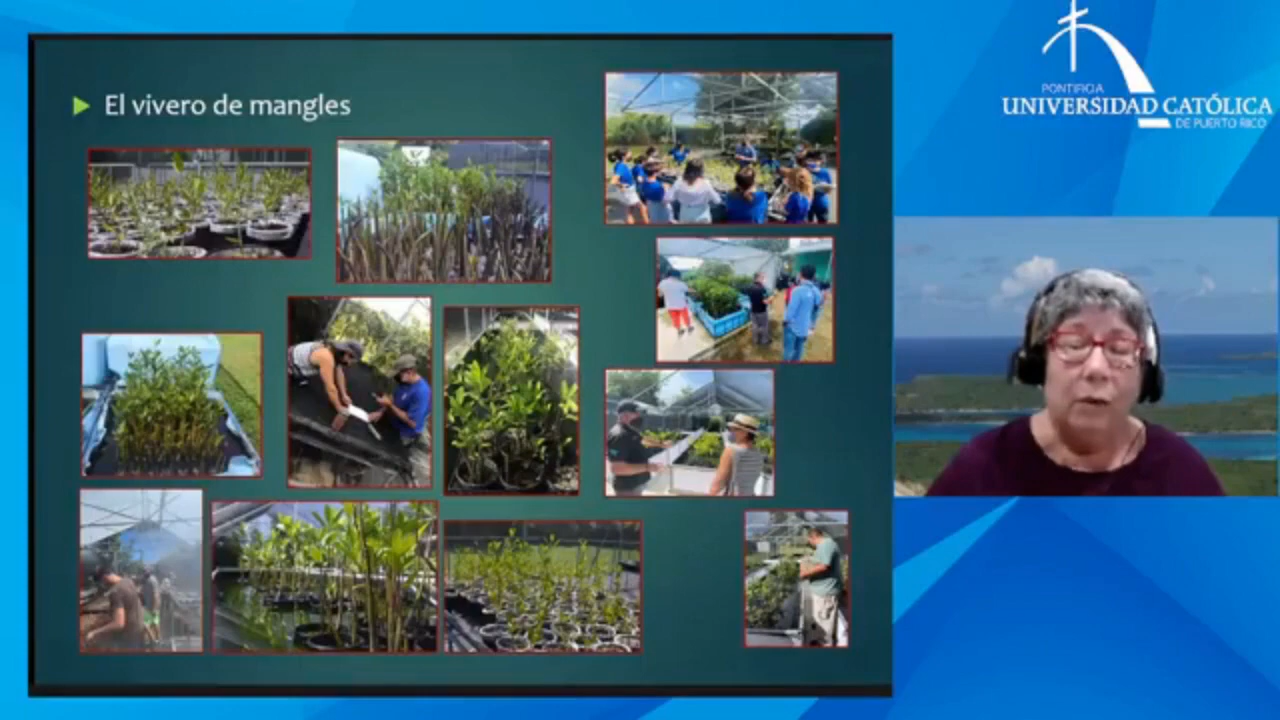 El vivero de mangles
PONTIFICIA
UNIVERSIDAD CATÓLICA
DE PUERTO RICO